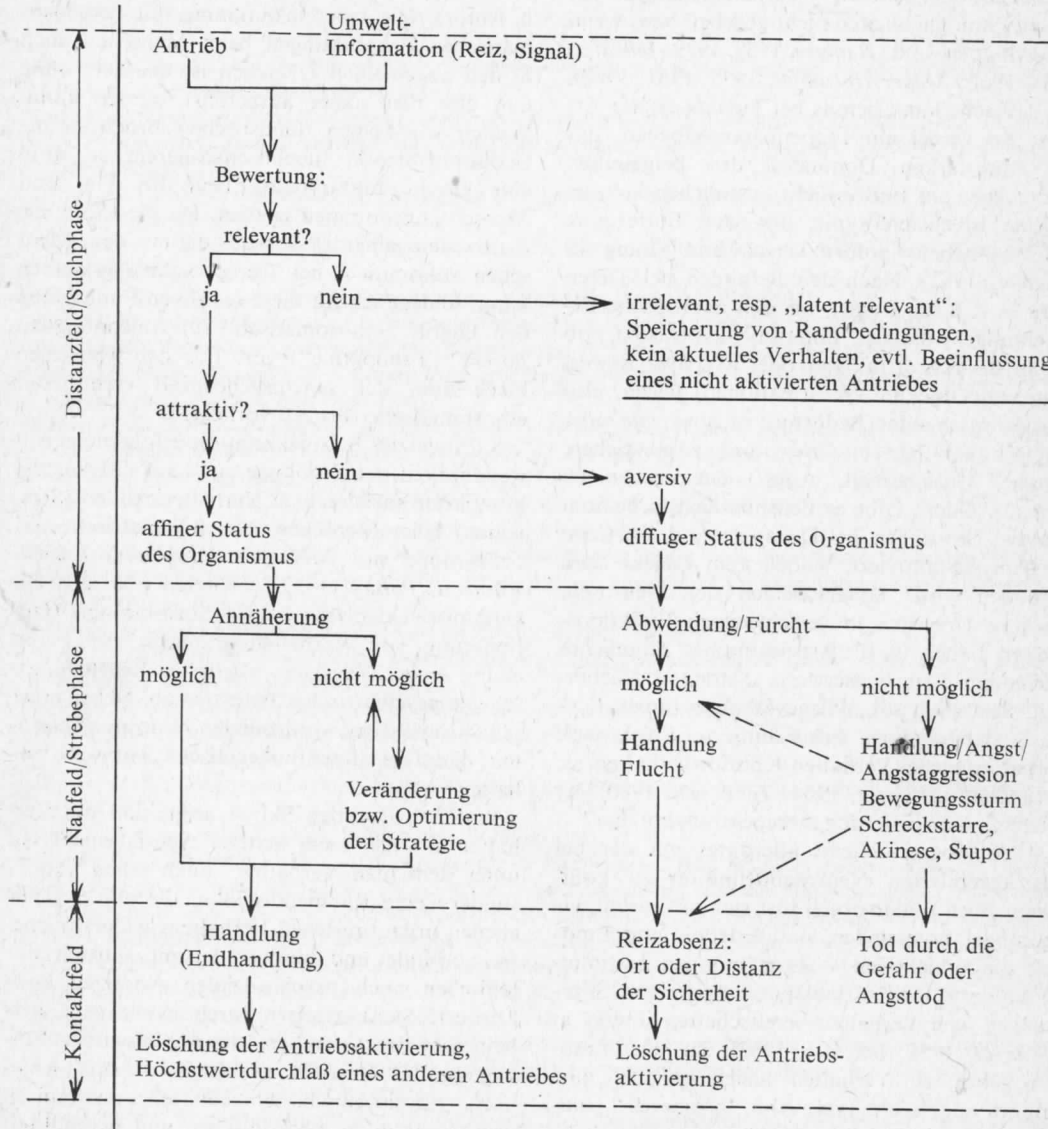 Umwelt-
Antrieb
Information (Reiz, Signal)
Bewertung:
relevant?
ja
nein
irrelevant, resp. „latent relevant“:
Speicherung von Randbedingungen,
kein aktuelles Verhalten, evtl. Beeinflussung
eines nicht aktivierten Antriebes
attraktiv?
ja
nein
aversiv
affiner Status
des Organismus
diffuger Status des Organismus
Distanzfeld/Suchphase
Annäherung
möglich
nicht möglich
Veränderung
bzw. Optimierung
der Strategie
Abwendung/Furcht
möglich
nicht möglich
Handlung
Flucht
Handlung/Angst/
Angstaggression
Bewegungssturm
Schreckstarre,
Akinese, Stupor
Nahfeld/Strebephase
Handlung
(Endhandlung)
Löschung der Antriebsaktivierung,
Höchstwertdurchlaß eines anderen Antriebes
Reizabsenz:
Ort oder Distanz
der Sicherheit
Löschung der Antriebs-
aktivierung
Tod durch die
Gefahr oder
Angsttod
Kontaktfeld